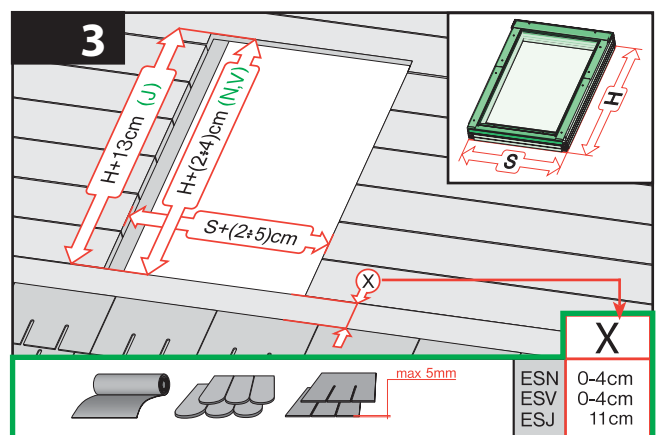 3
H+13cm (J)
H+(2÷4)cm (N,V)
S+(2÷5)cm
H
S
X
X
max 5mm
ESN 0-4cm
ESV 0-4cm
ESJ 11cm